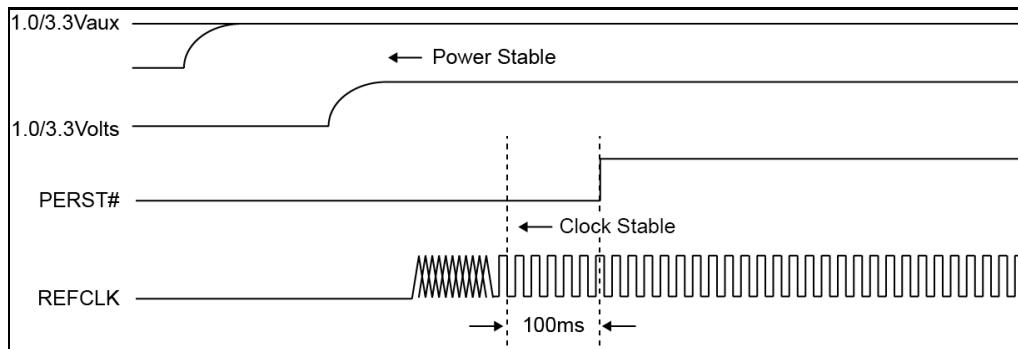 1.0/3.3Vaux
Power Stable
1.0/3.3Volts
PERST#
Clock Stable
REFCLK
100ms